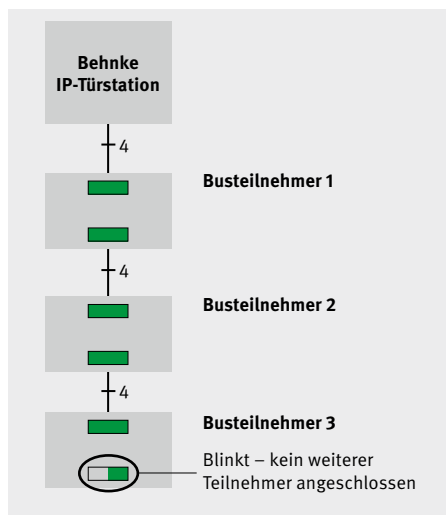 Behnke
IP-Türstation
4
Busteilnehmer 1
4
Busteilnehmer 2
4
Busteilnehmer 3
Blinkt – kein weiterer
Teilnehmer angeschlossen